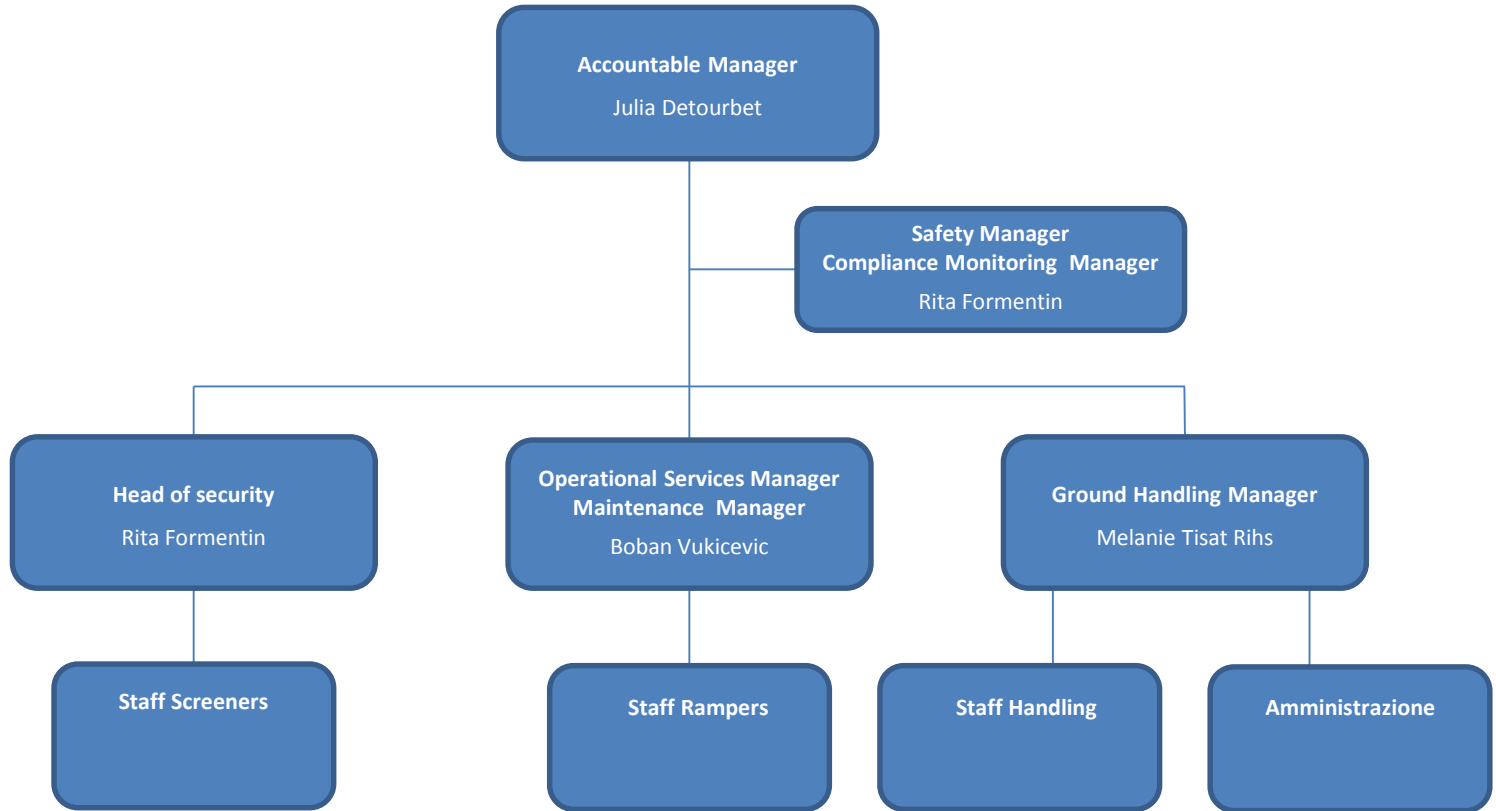 Accountable Manager
Julia Detourbet
Safety Manager
Compliance Monitoring Manager
Rita Formentin
Head of security
Rita Formentin
Operational Services Manager
Maintenance Manager
Boban Vukicevic
Ground Handling Manager
Melanie Tisat Rihs
Staff Screeners
Staff Rampers
Staff Handling
Amministrazione